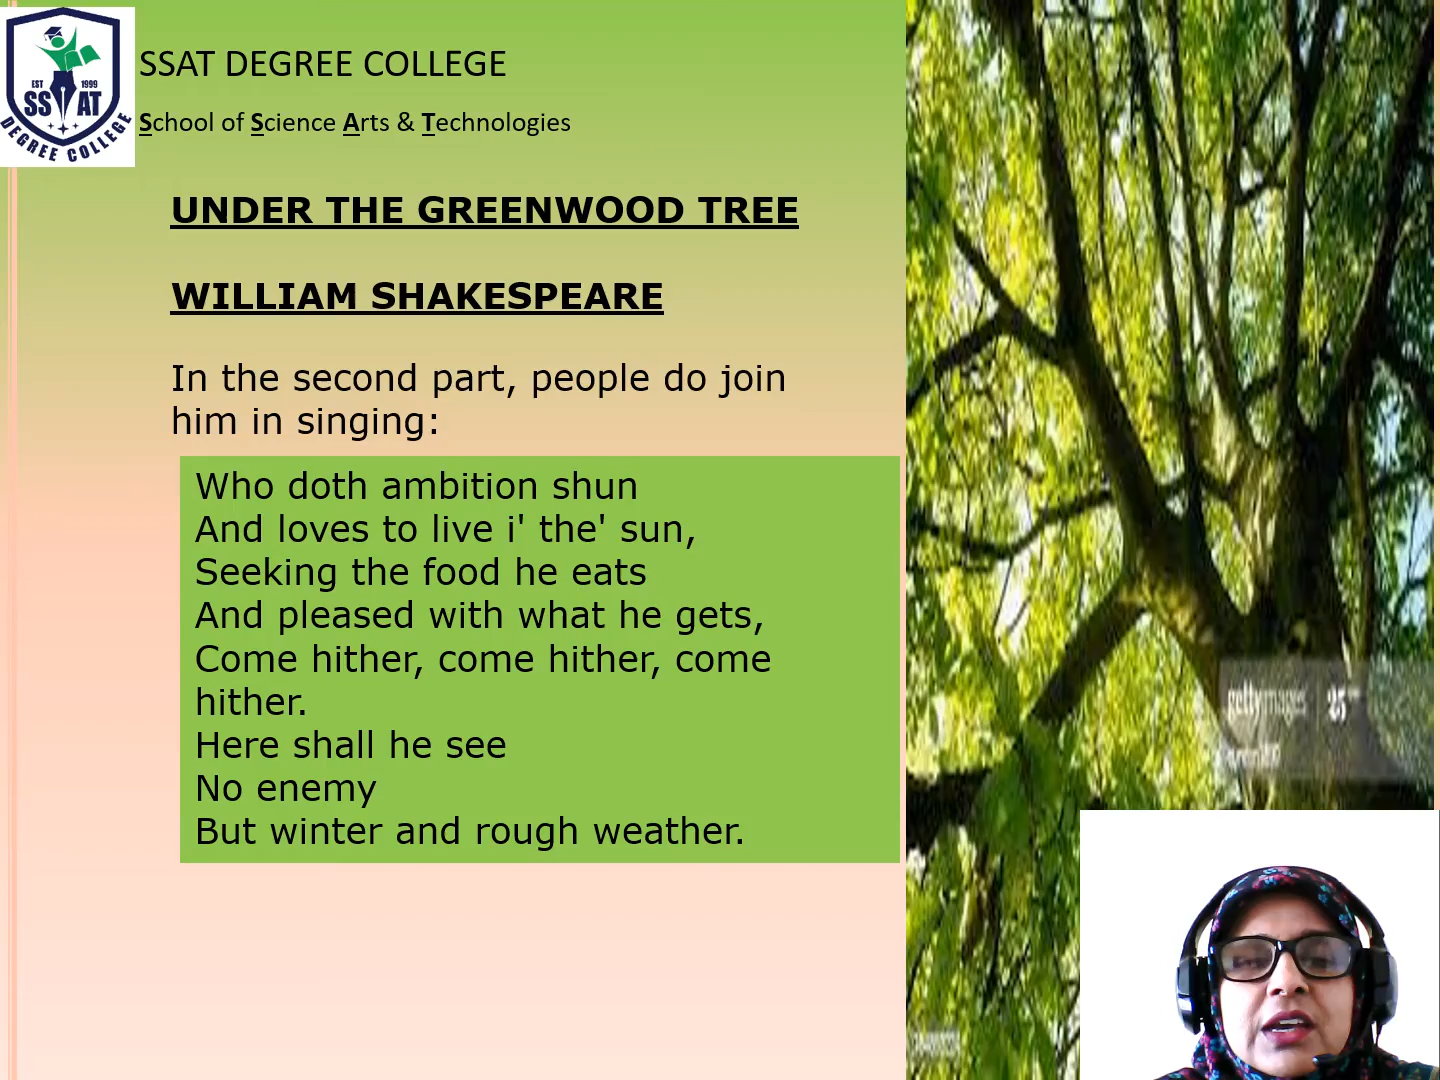 EST 1999
SS AT
DEGREE COLLEGE
SSAT DEGREE COLLEGE
School of Science Arts & Technologies
UNDER THE GREENWOOD TREE
WILLIAM SHAKESPEARE
In the second part, people do join
him in singing:
Who doth ambition shun
And loves to live i' the' sun,
Seeking the food he eats
And pleased with what he gets,
Come hither, come hither, come
hither.
Here shall he see
No enemy
But winter and rough weather.
gettyimages